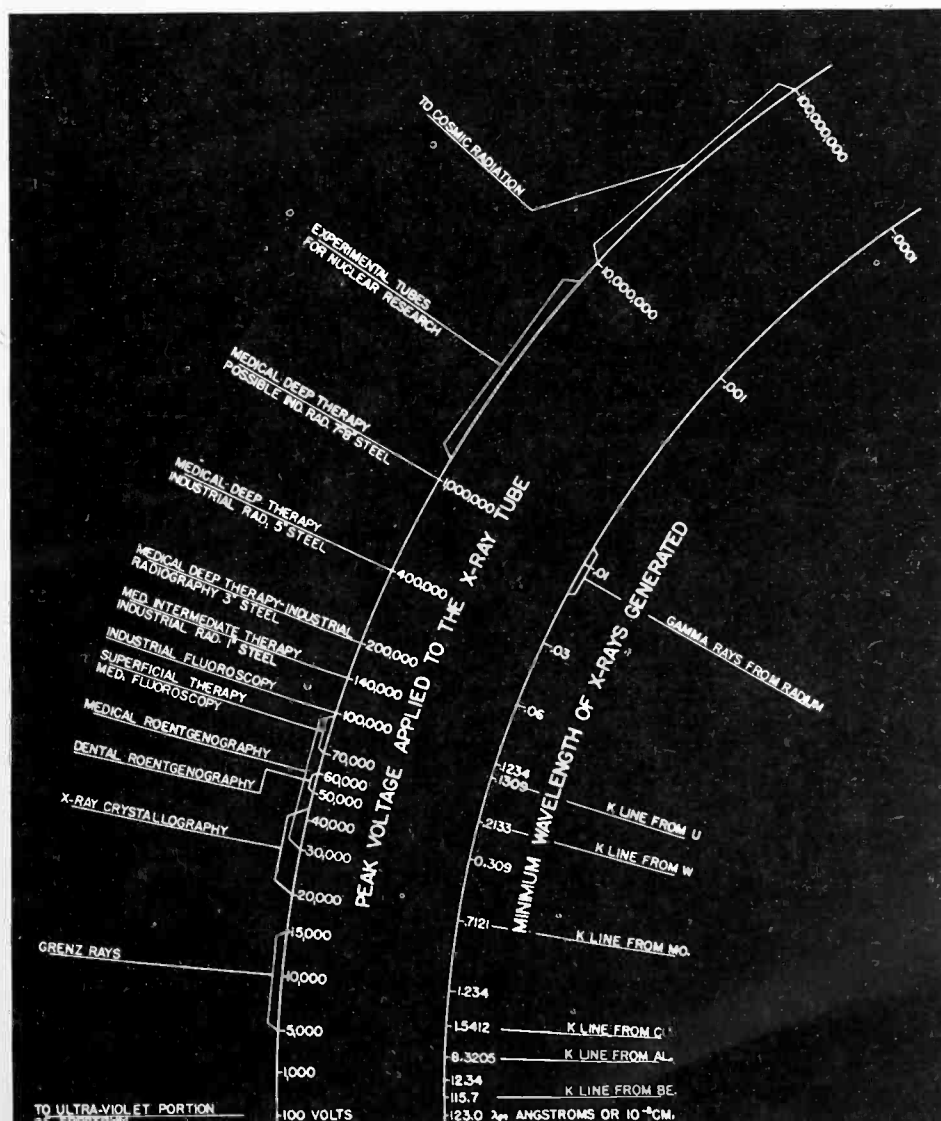 TO COSMIC RADIATION
100,000,000
.0001
EXPERIMENTAL TUBES
FOR NUCLEAR RESEARCH
10,000,000
.001
MEDICAL DEEP THERAPY
POSSIBLE IND. RAD. 7-8" STEEL
1,000,000
MEDICAL DEEP THERAPY
INDUSTRIAL RAD, 5" STEEL
400,000
.01
GAMMA RAYS FROM RADIUM
MEDICAL DEEP THERAPY-INDUSTRIAL
RADIOGRAPHY 3" STEEL
200,000
.03
MED. INTERMEDIATE THERAPY
INDUSTRIAL RAD. 1" STEEL
140,000
INDUSTRIAL FLUOROSCOPY
100,000
.06
SUPERFICIAL THERAPY
MED. FLUOROSCOPY
70,000
MEDICAL ROENTGENOGRAPHY
60,000
.1234
DENTAL ROENTGENOGRAPHY
50,000
.1309
K LINE FROM U
X-RAY CRYSTALLOGRAPHY
40,000
.2133
K LINE FROM W
30,000
0.309
20,000
PEAK VOLTAGE APPLIED TO THE X-RAY TUBE
MINIMUM WAVELENGTH OF X-RAYS GENERATED
15,000
.7121
K LINE FROM MO.
GRENZ RAYS
10,000
1.234
5,000
1.5412
K LINE FROM
8.3205
K LINE FROM AL.
1,000
12.34
115.7
K LINE FROM BE.
TO ULTRA-VIOLET PORTION
100 VOLTS
123.0 ANGSTROMS OR 10⁻⁸CM.